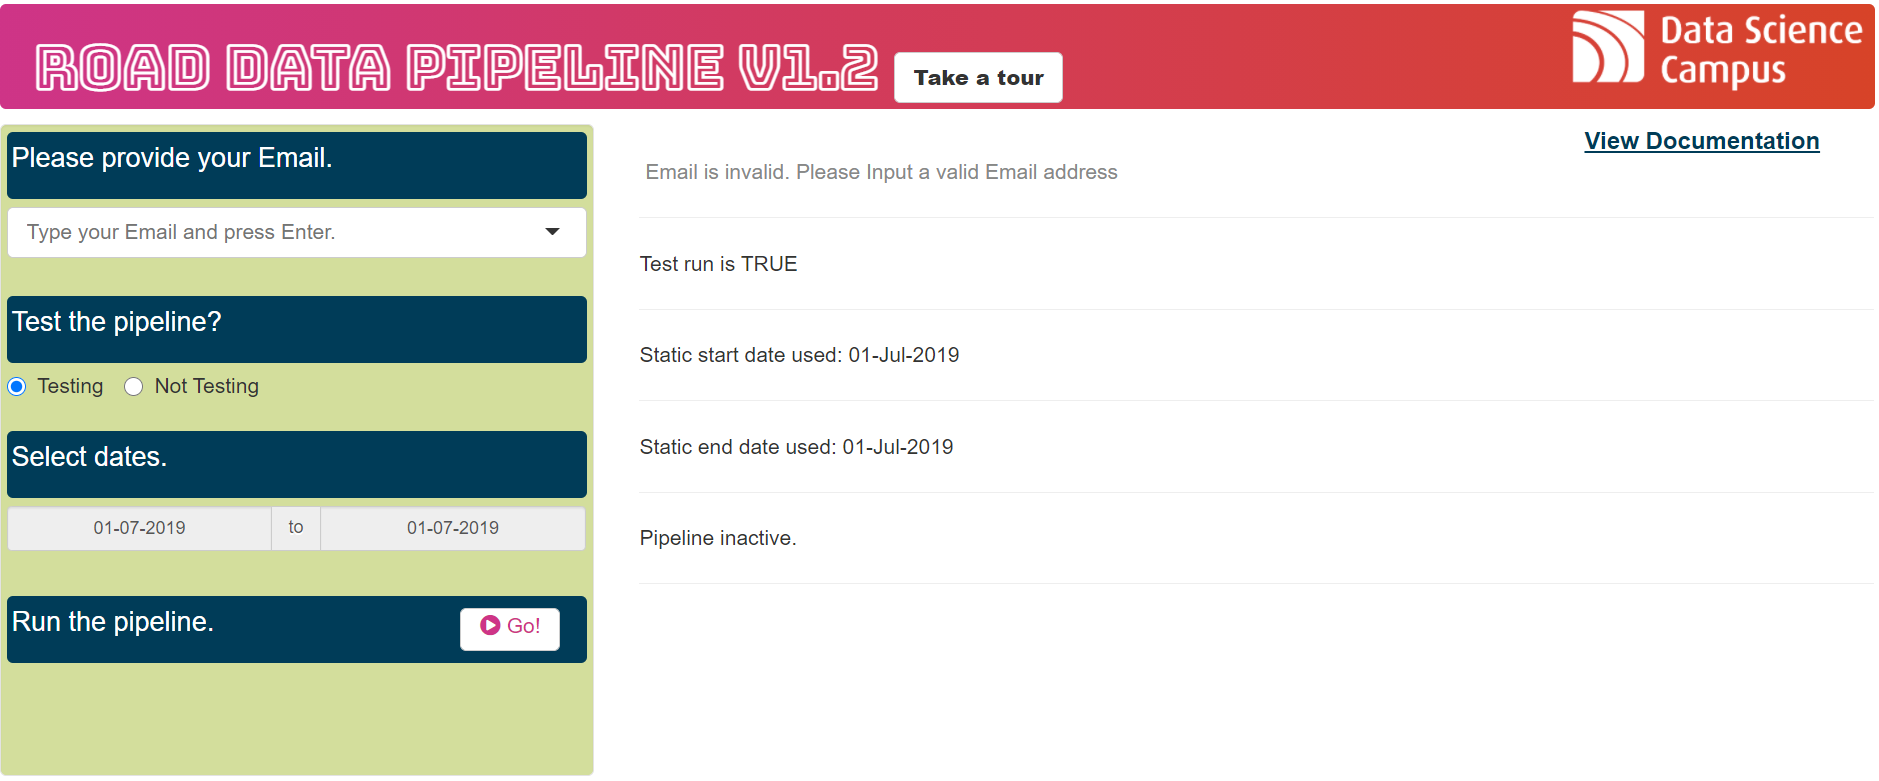 ROAD DATA PIPELINE V1.2
Take a tour
Data Science
Campus
View Documentation
Please provide your Email.
Type your Email and press Enter.
Test the pipeline?
Testing
Not Testing
Select dates.
01-07-2019 to 01-07-2019
Run the pipeline.
Go!
Email is invalid. Please Input a valid Email address
Test run is TRUE
Static start date used: 01-Jul-2019
Static end date used: 01-Jul-2019
Pipeline inactive.